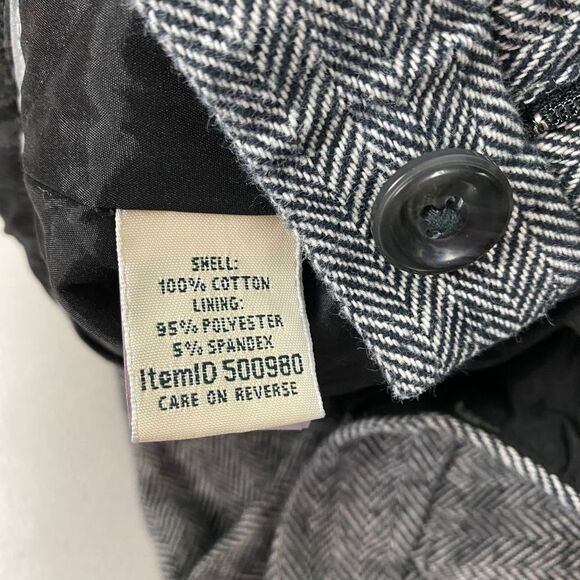 SHELL:
100% COTTON
LINING:
95% POLYESTER
5% SPANDEX
ItemID 500980
CARE ON REVERSE